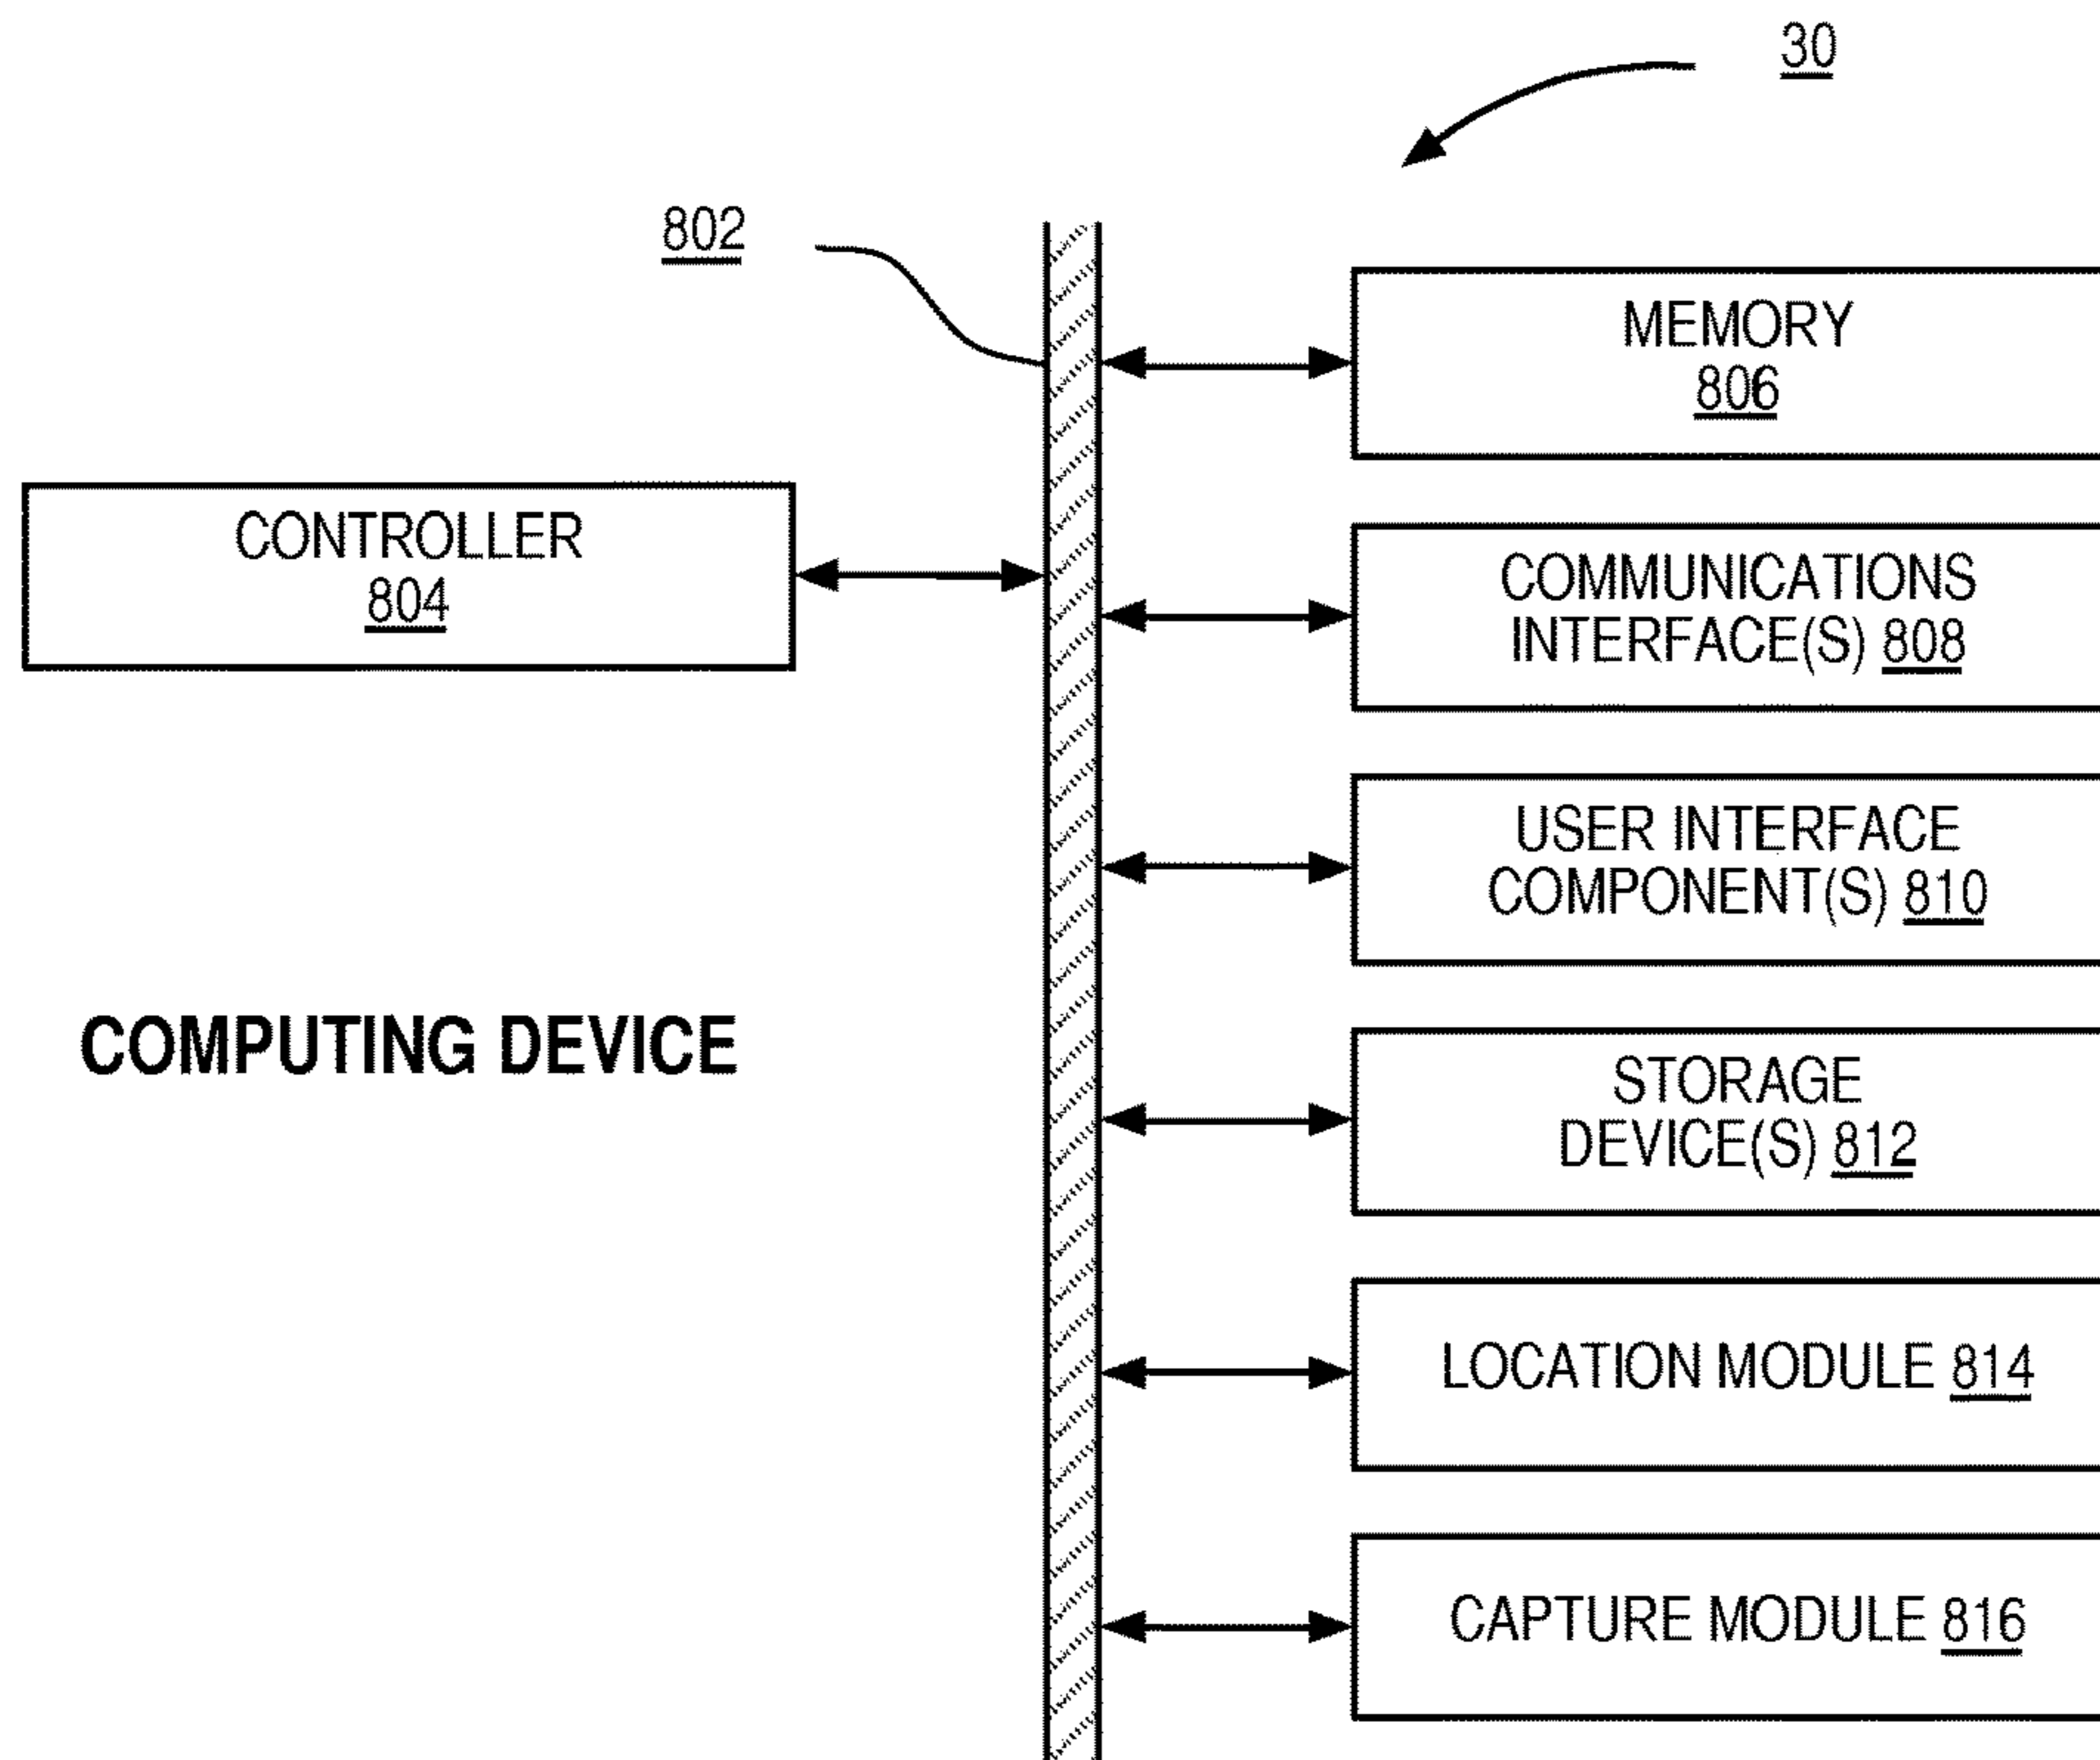 30
802
MEMORY
806
CONTROLLER
804
COMMUNICATIONS
INTERFACE(S) 808
USER INTERFACE
COMPONENT(S) 810
COMPUTING DEVICE
STORAGE
DEVICE(S) 812
LOCATION MODULE 814
CAPTURE MODULE 816